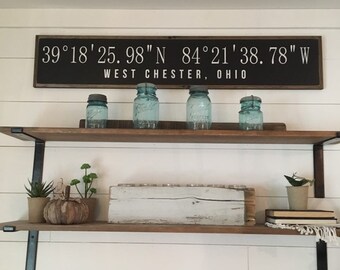 39°18'25.98"N 84°21'38.78"W
WEST CHESTER, OHIO